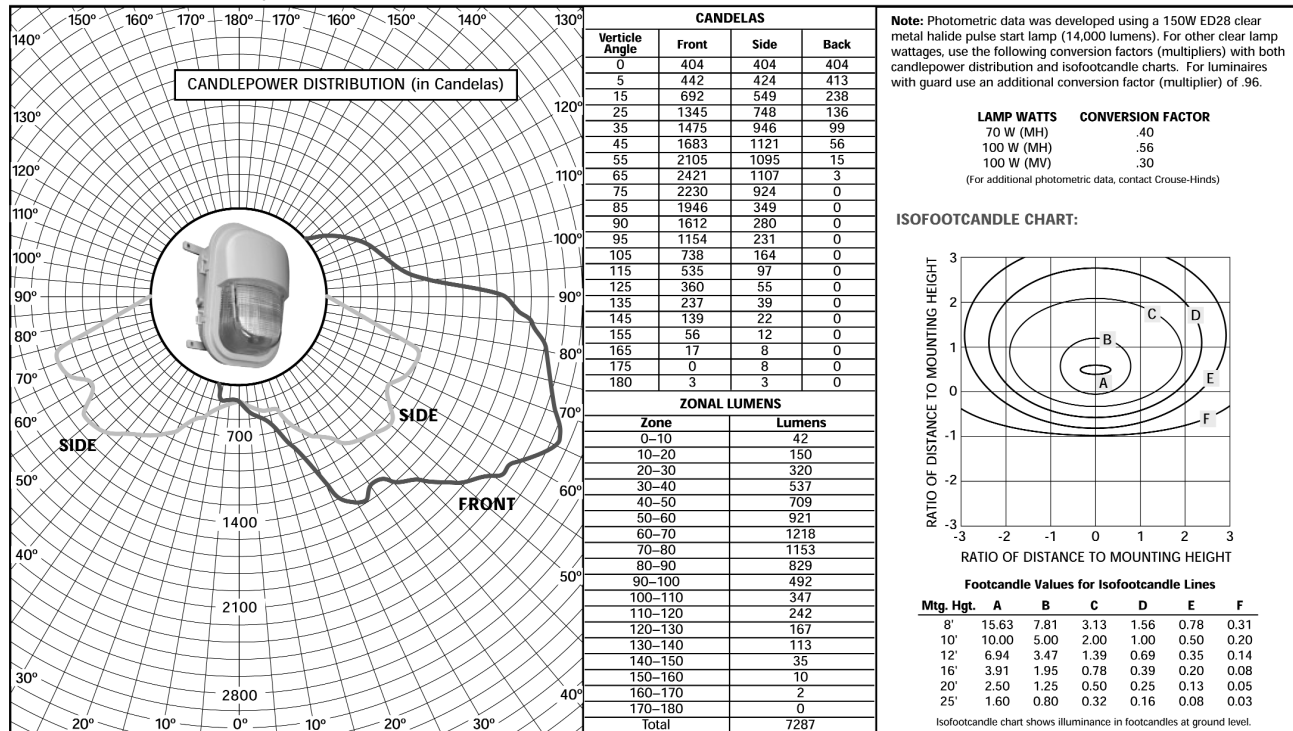 150° 160° 170° 180° 170° 160° 150° 140° 130°
140°
CANDLEPOWER DISTRIBUTION (in Candelas)
130°
120°
120°
110°
110°
100°
100°
90°
90°
80°
80°
70°
70°
60°
60°
50°
50°
40°
40°
30°
20° 10° 0° 10° 20° 30°
SIDE
SIDE
FRONT
700
1400
2100
2800
CANDELAS
Verticle Angle Front Side Back
0 404 404 404
5 442 424 413
15 692 549 238
25 1345 748 136
35 1475 946 99
45 1683 1121 56
55 2105 1095 15
65 2421 1107 3
75 2230 924 0
85 1946 349 0
90 1612 280 0
95 1154 231 0
105 738 164 0
115 535 97 0
125 360 55 0
135 237 39 0
145 139 22 0
155 56 12 0
165 17 8 0
175 0 8 0
180 3 3 0
ZONAL LUMENS
Zone Lumens
0–10 42
10–20 150
20–30 320
30–40 537
40–50 709
50–60 921
60–70 1218
70–80 1153
80–90 829
90–100 492
100–110 347
110–120 242
120–130 167
130–140 113
140–150 35
150–160 10
160–170 2
170–180 0
Total 7287
Note: Photometric data was developed using a 150W ED28 clear
metal halide pulse start lamp (14,000 lumens). For other clear lamp
wattages, use the following conversion factors (multipliers) with both
candlepower distribution and isofootcandle charts. For luminaires
with guard use an additional conversion factor (multiplier) of .96.
LAMP WATTS CONVERSION FACTOR
70 W (MH) .40
100 W (MH) .56
100 W (MV) .30
(For additional photometric data, contact Crouse-Hinds)
ISOFOOTCANDLE CHART:
RATIO OF DISTANCE TO MOUNTING HEIGHT
3
2
1
0
-1
-2
-3
A
B
C
D
E
F
-3 -2 -1 0 1 2 3
RATIO OF DISTANCE TO MOUNTING HEIGHT
Footcandle Values for Isofootcandle Lines
Mtg. Hgt. A B C D E F
8' 15.63 7.81 3.13 1.56 0.78 0.31
10' 10.00 5.00 2.00 1.00 0.50 0.20
12' 6.94 3.47 1.39 0.69 0.35 0.14
16' 3.91 1.95 0.78 0.39 0.20 0.08
20' 2.50 1.25 0.50 0.25 0.13 0.05
25' 1.60 0.80 0.32 0.16 0.08 0.03
Isofootcandle chart shows illuminance in footcandles at ground level.